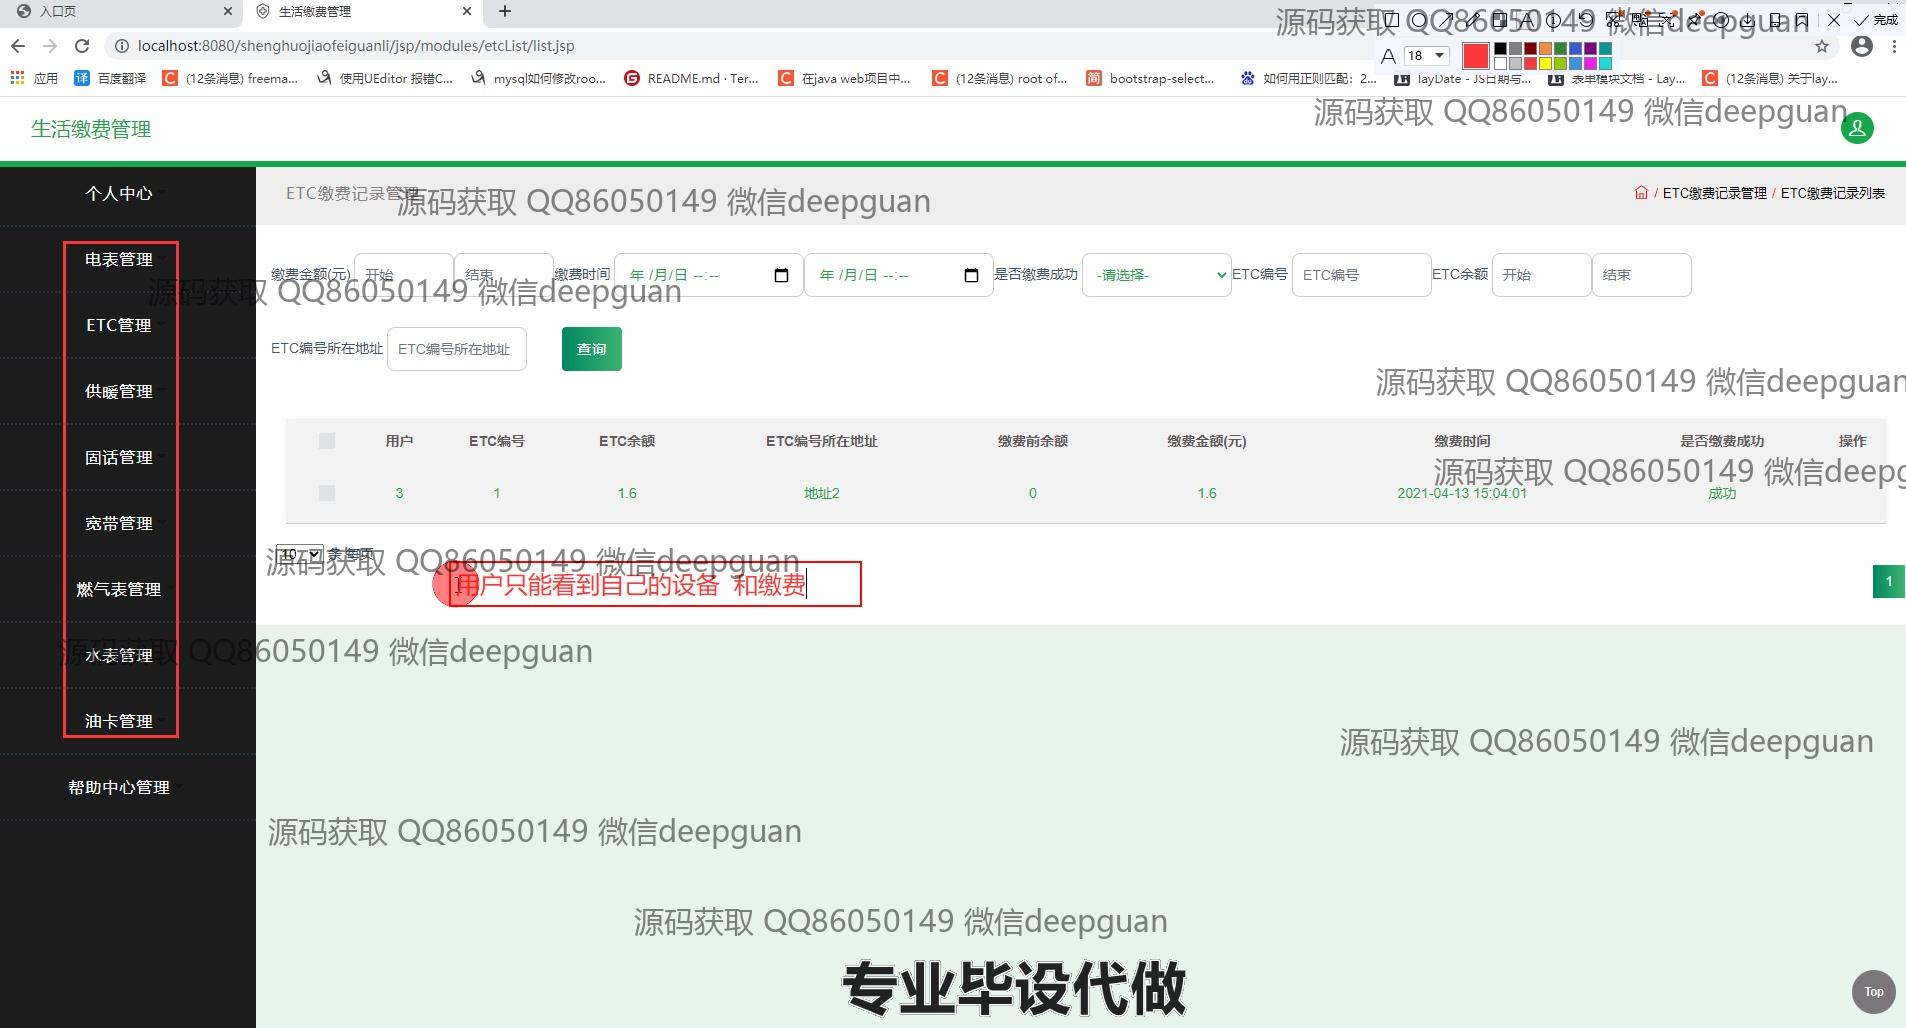 入口页
生活缴费管理
源码获取 QQ86050149 微信deepguan
完成
localhost:8080/shenghuojiaofeiguanli/jsp/modules/etcList/list.jsp
18
应用
百度翻译
(12条消息) freema...
使用UEditor 报错C...
mysql如何修改roo...
README.md · Ter...
在java web项目中...
(12条消息) root of...
bootstrap-select...
如何用正则匹配：2...
layDate - JS日期与...
表单模块文档 - Lay...
(12条消息) 关于lay...
生活缴费管理
源码获取 QQ86050149 微信deepguan
个人中心
ETC缴费记录管理
源码获取 QQ86050149 微信deepguan
/ ETC缴费记录管理 / ETC缴费记录列表
电表管理
缴费金额(元) 开始 结束 缴费时间 年 /月/日 --:-- 年 /月/日 --:-- 是否缴费成功 -请选择- ETC编号 ETC编号 ETC余额 开始 结束
源码获取 QQ86050149 微信deepguan
ETC管理
ETC编号所在地址 ETC编号所在地址 查询
供暖管理
源码获取 QQ86050149 微信deepguan
用户 ETC编号 ETC余额 ETC编号所在地址 缴费前余额 缴费金额(元) 缴费时间 是否缴费成功 操作
固话管理
源码获取 QQ86050149 微信deepg
3 1 1.6 地址2 0 1.6 2021-04-13 15:04:01 成功
宽带管理
10 条 每页
源码获取 QQ86050149 微信deepguan
燃气表管理
用户只能看到自己的设备 和缴费
1
水表管理
源码获取 QQ86050149 微信deepguan
油卡管理
源码获取 QQ86050149 微信deepguan
帮助中心管理
源码获取 QQ86050149 微信deepguan
源码获取 QQ86050149 微信deepguan
专业毕设代做
Top